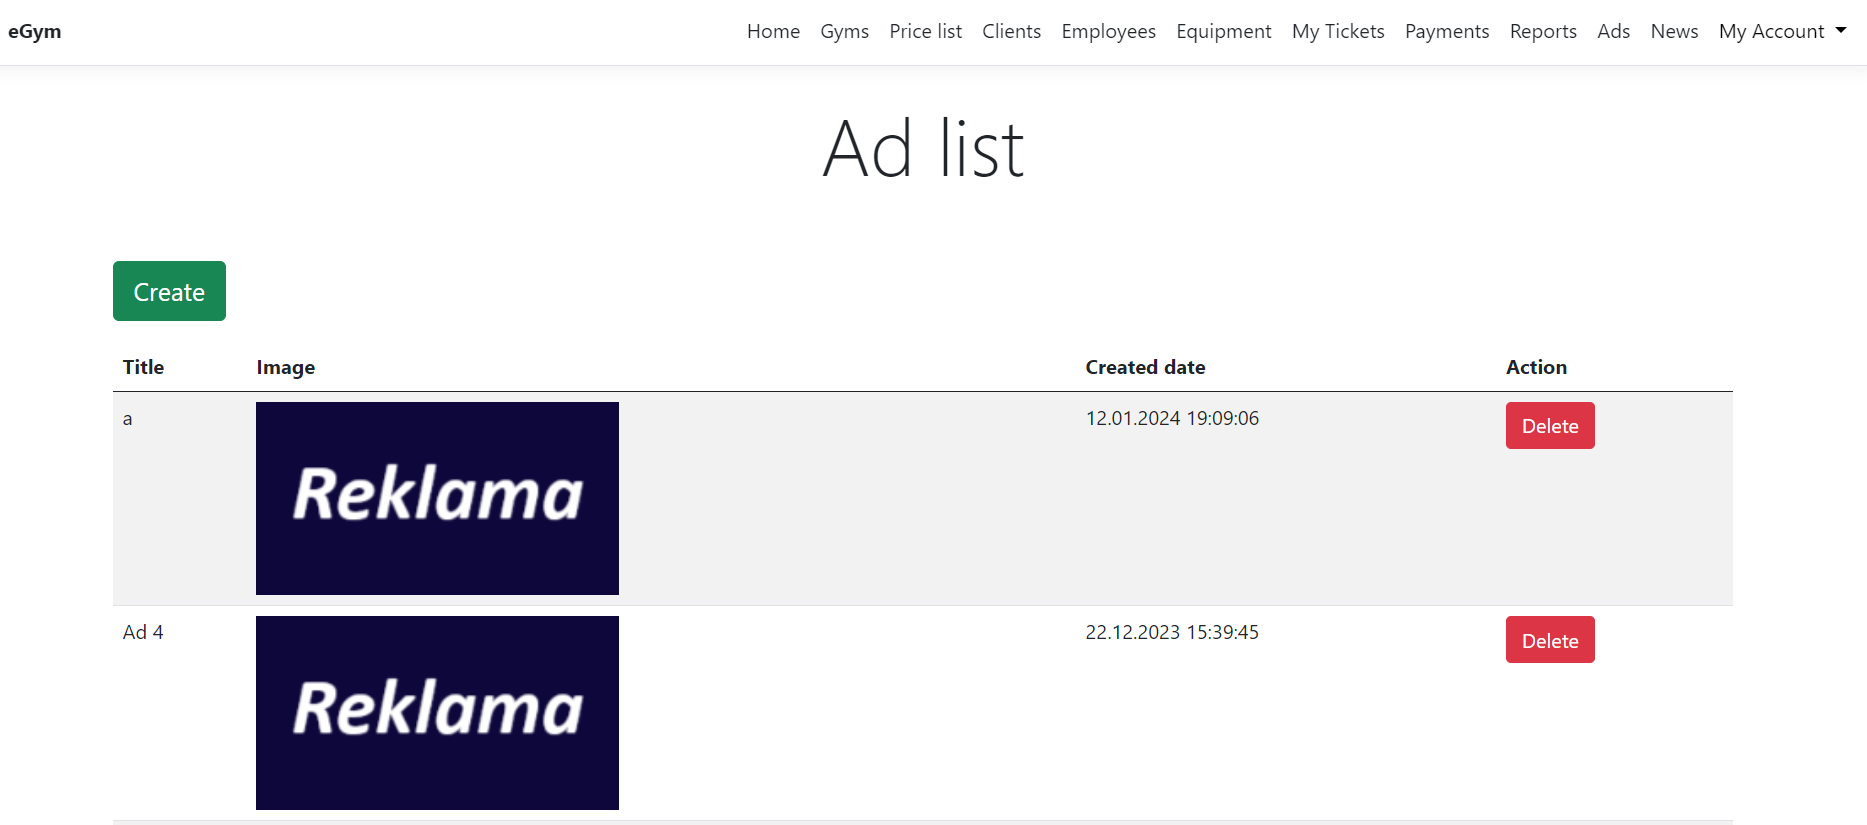 eGym Home Gyms Price list Clients Employees Equipment My Tickets Payments Reports Ads News My Account
Ad list
Create
Title Image Created date Action
a 12.01.2024 19:09:06 Delete
Reklama
Ad 4 22.12.2023 15:39:45 Delete
Reklama